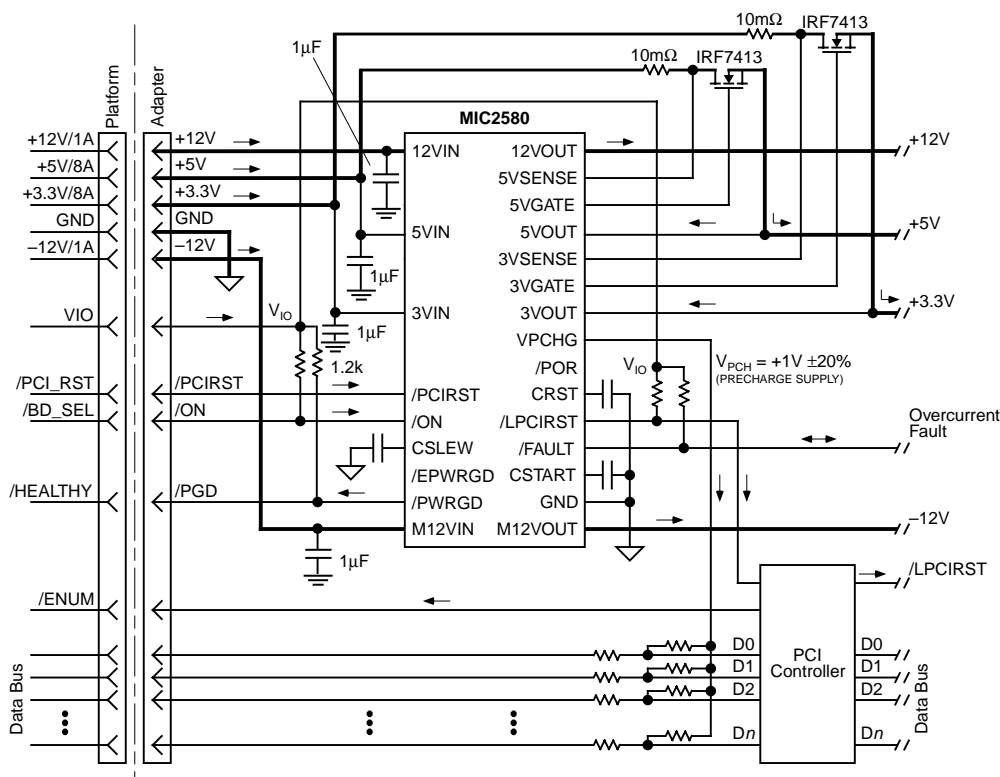 10mΩ
IRF7413
1µF
10mΩ
IRF7413
Platform
Adapter
MIC2580
+12V/1A
+12V
12VIN
12VOUT
+12V
+5V/8A
+5V
5VSENSE
+3.3V/8A
+3.3V
5VGATE
GND
GND
5VIN
5VOUT
+5V
–12V/1A
–12V
3VSENSE
1µF
3VGATE
3VIN
3VOUT
+3.3V
VIO
VIO
1µF
VPCHG
1.2k
/POR
VIO
VPCH = +1V ±20%
(PRECHARGE SUPPLY)
/PCI_RST
/PCIRST
/PCIRST
CRST
/BD_SEL
/ON
/ON
/LPCIRST
Overcurrent
Fault
CSLEW
/FAULT
/EPWRGD
CSTART
/HEALTHY
/PGD
/PWRGD
GND
M12VIN
M12VOUT
–12V
1µF
/LPCIRST
/ENUM
PCI
Controller
Data Bus
D0
D0
D1
D1
D2
D2
Dn
Dn
Data Bus